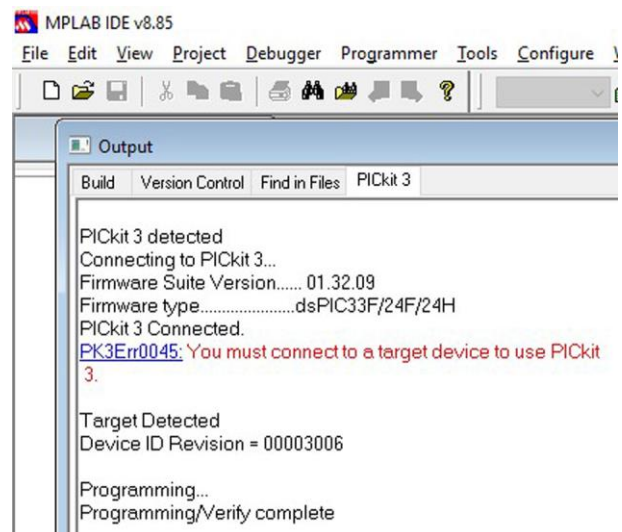 MPLAB IDE v8.85
File Edit View Project Debugger Programmer Tools Configure
Output
Build Version Control Find in Files PICkit 3
PICkit 3 detected
Connecting to PICkit 3...
Firmware Suite Version...... 01.32.09
Firmware type......................dsPIC33F/24F/24H
PICkit 3 Connected.
PK3Err0045: You must connect to a target device to use PICkit
3.
Target Detected
Device ID Revision = 00003006
Programming...
Programming/Verify complete